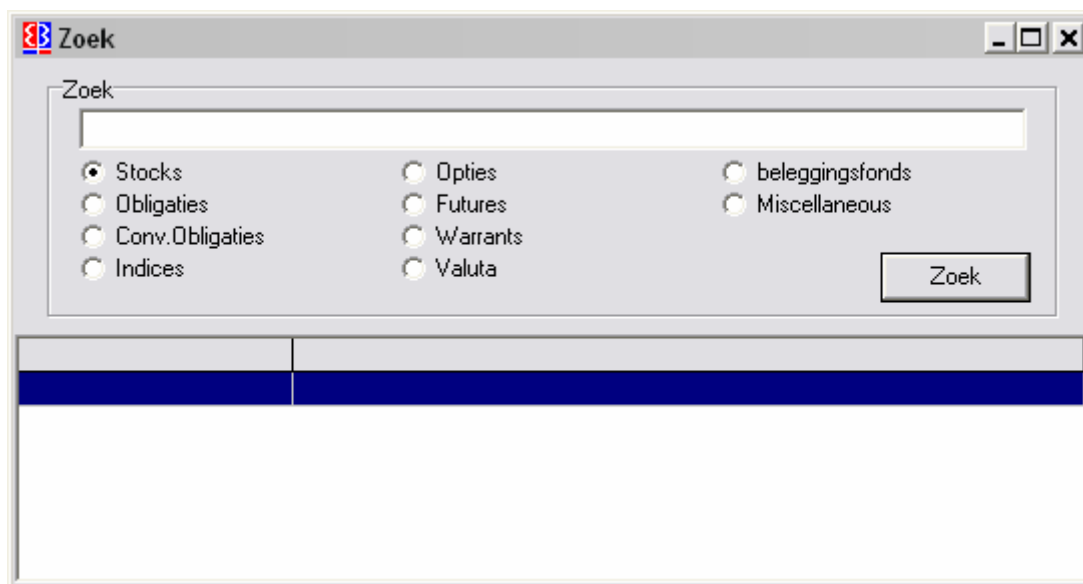 Zoek
Zoek
Stocks Opties beleggingsfonds
Obligaties Futures Miscellaneous
Conv.Obligaties Warrants
Indices Valuta
Zoek